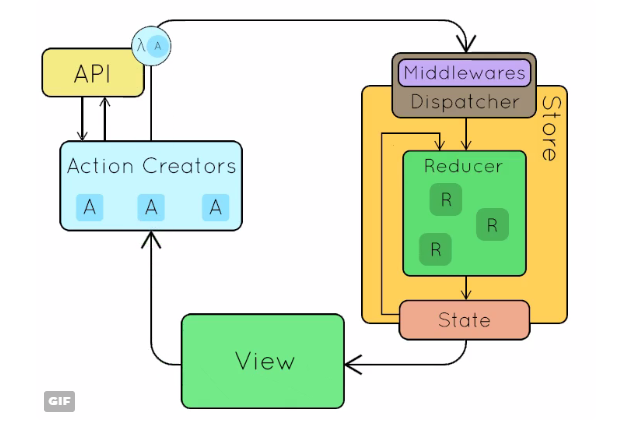 λ A
API
Middlewares
Dispatcher
Store
Action Creators
A A A
Reducer
R
R
R
State
View
GIF